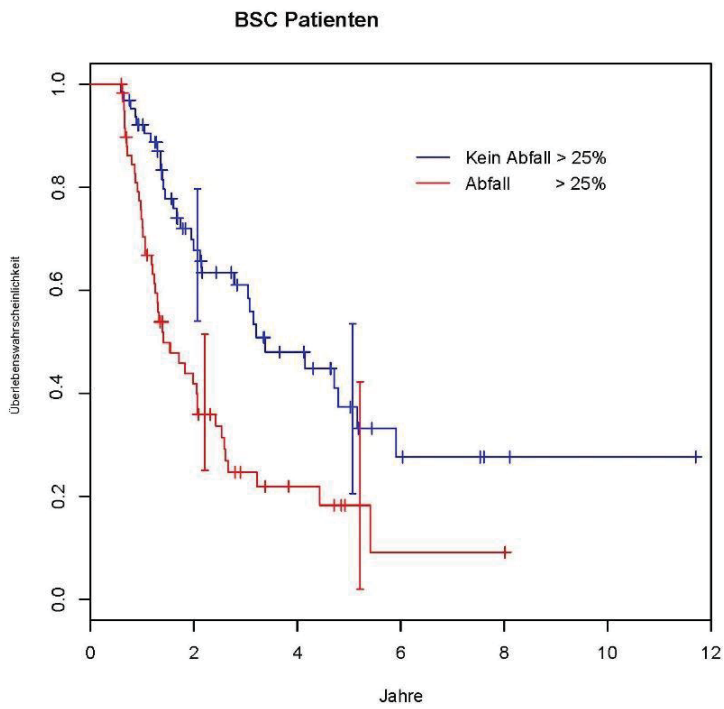 BSC Patienten
Überlebenswahrscheinlichkeit
1.0
0.8
0.6
0.4
0.2
0.0
Kein Abfall > 25%
Abfall > 25%
0 2 4 6 8 10 12
Jahre